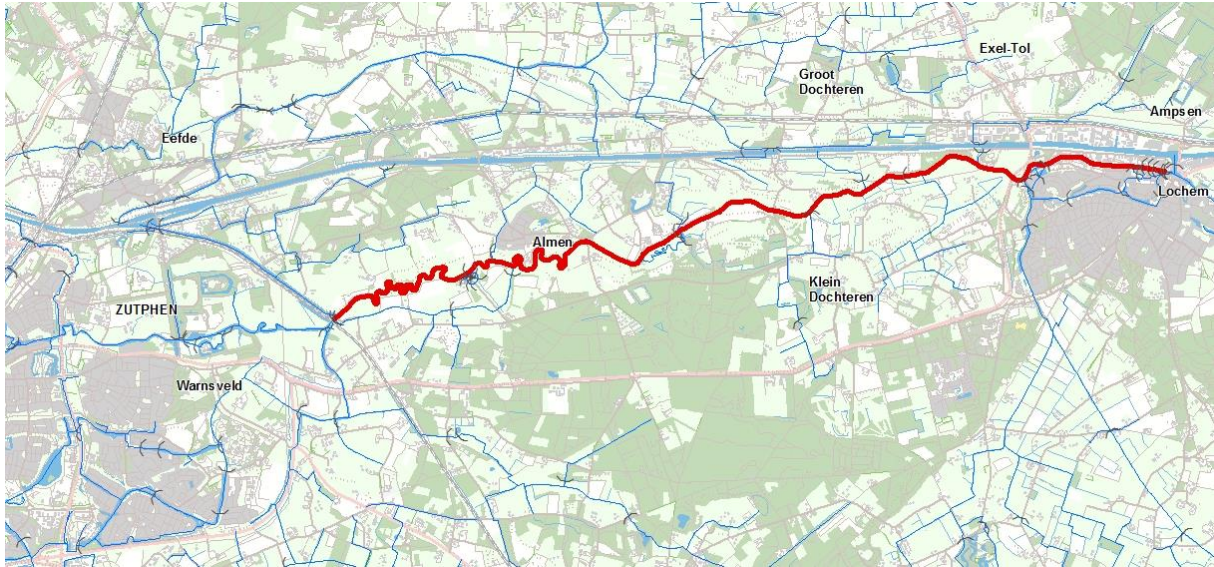 Exel-Tol
Groot
Dochteren
Ampsen
Eefde
Lochem
Almen
Klein
Dochteren
ZUTPHEN
Warnsveld